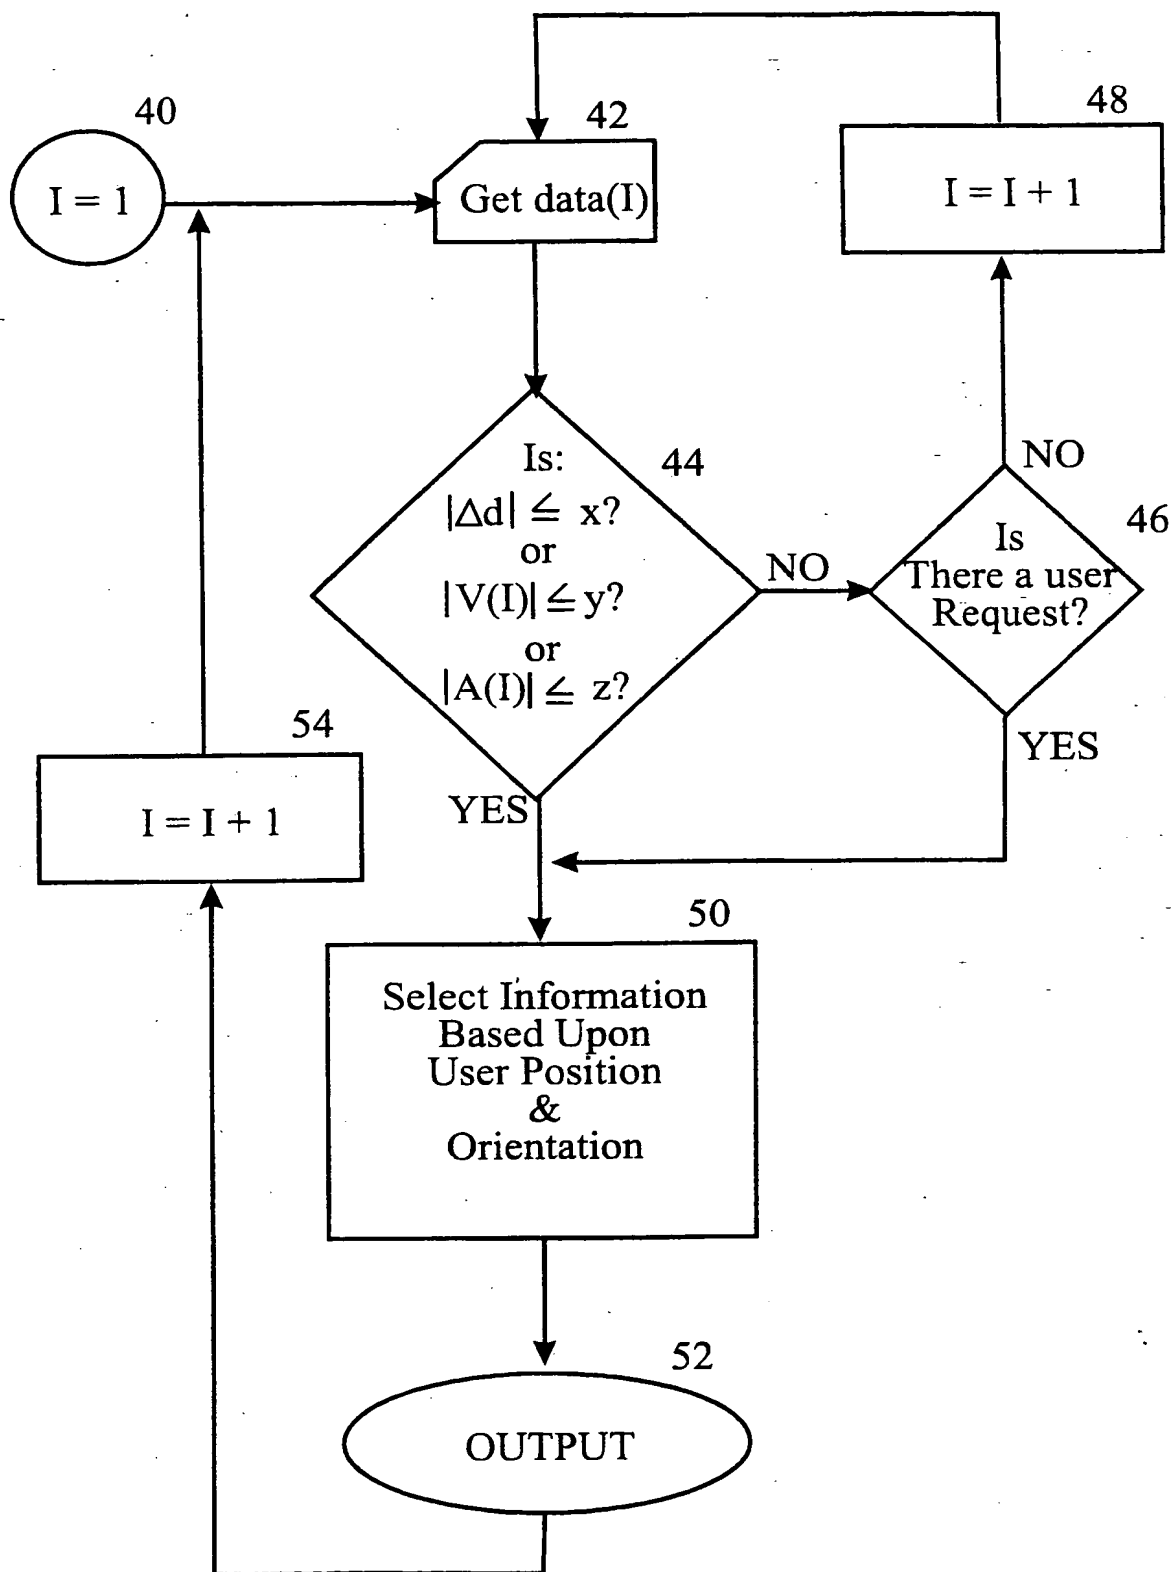 40
I = 1
42
Get data(I)
48
I = I + 1
44
Is:
|Δd| ≤ x?
or
|V(I)| ≤ y?
or
|A(I)| ≤ z?
NO
YES
46
Is
There a user
Request?
NO
YES
54
I = I + 1
50
Select Information
Based Upon
User Position
&
Orientation
52
OUTPUT